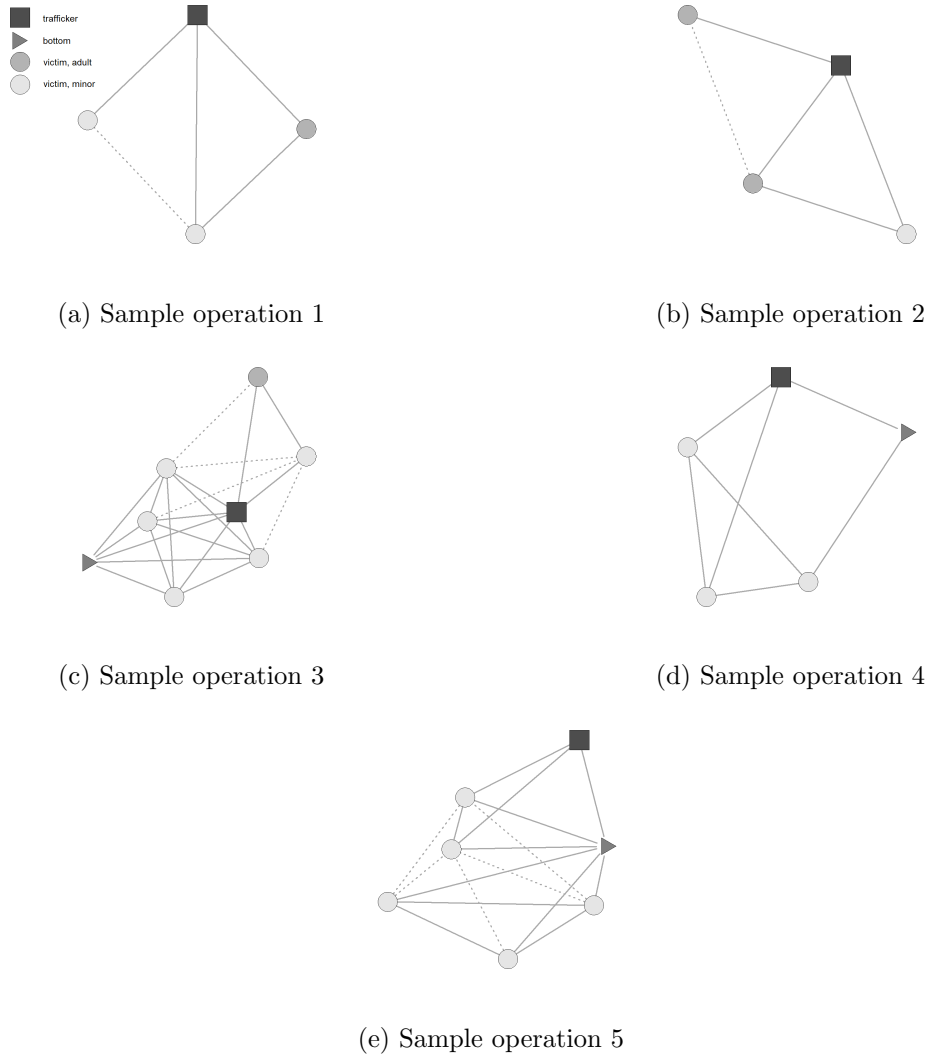 trafficker
bottom
victim, adult
victim, minor
(a) Sample operation 1
(b) Sample operation 2
(c) Sample operation 3
(d) Sample operation 4
(e) Sample operation 5